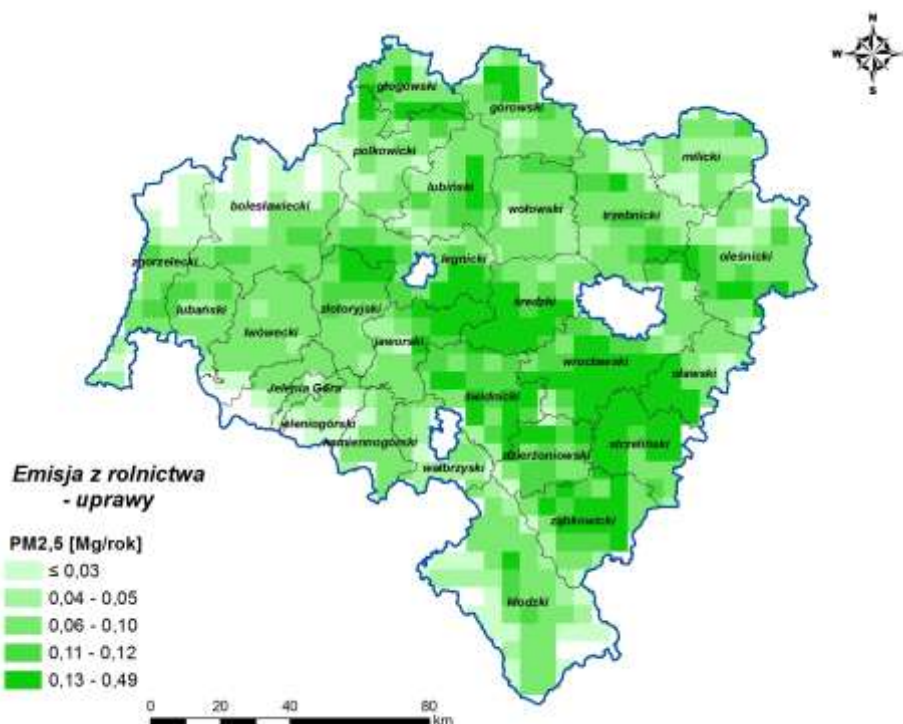 N
W E
S
głogówski
górowski
polkowicki
milicki
lubiński
bolesławiecki
wołowski
trzebnicki
zgorzelecki
legnicki
oleśnicki
lubański
złotoryjski
średzki
lwówecki
jaworski
wrocławski
oławski
Jelenia Góra
świdnicki
jeleniogórski
kamiennogórski
strzeliński
dzierżoniowski
wałbrzyski
ząbkowicki
kłodzki
Emisja z rolnictwa
- uprawy
PM2,5 [Mg/rok]
≤ 0,03
0,04 - 0,05
0,06 - 0,10
0,11 - 0,12
0,13 - 0,49
0 20 40 80
km